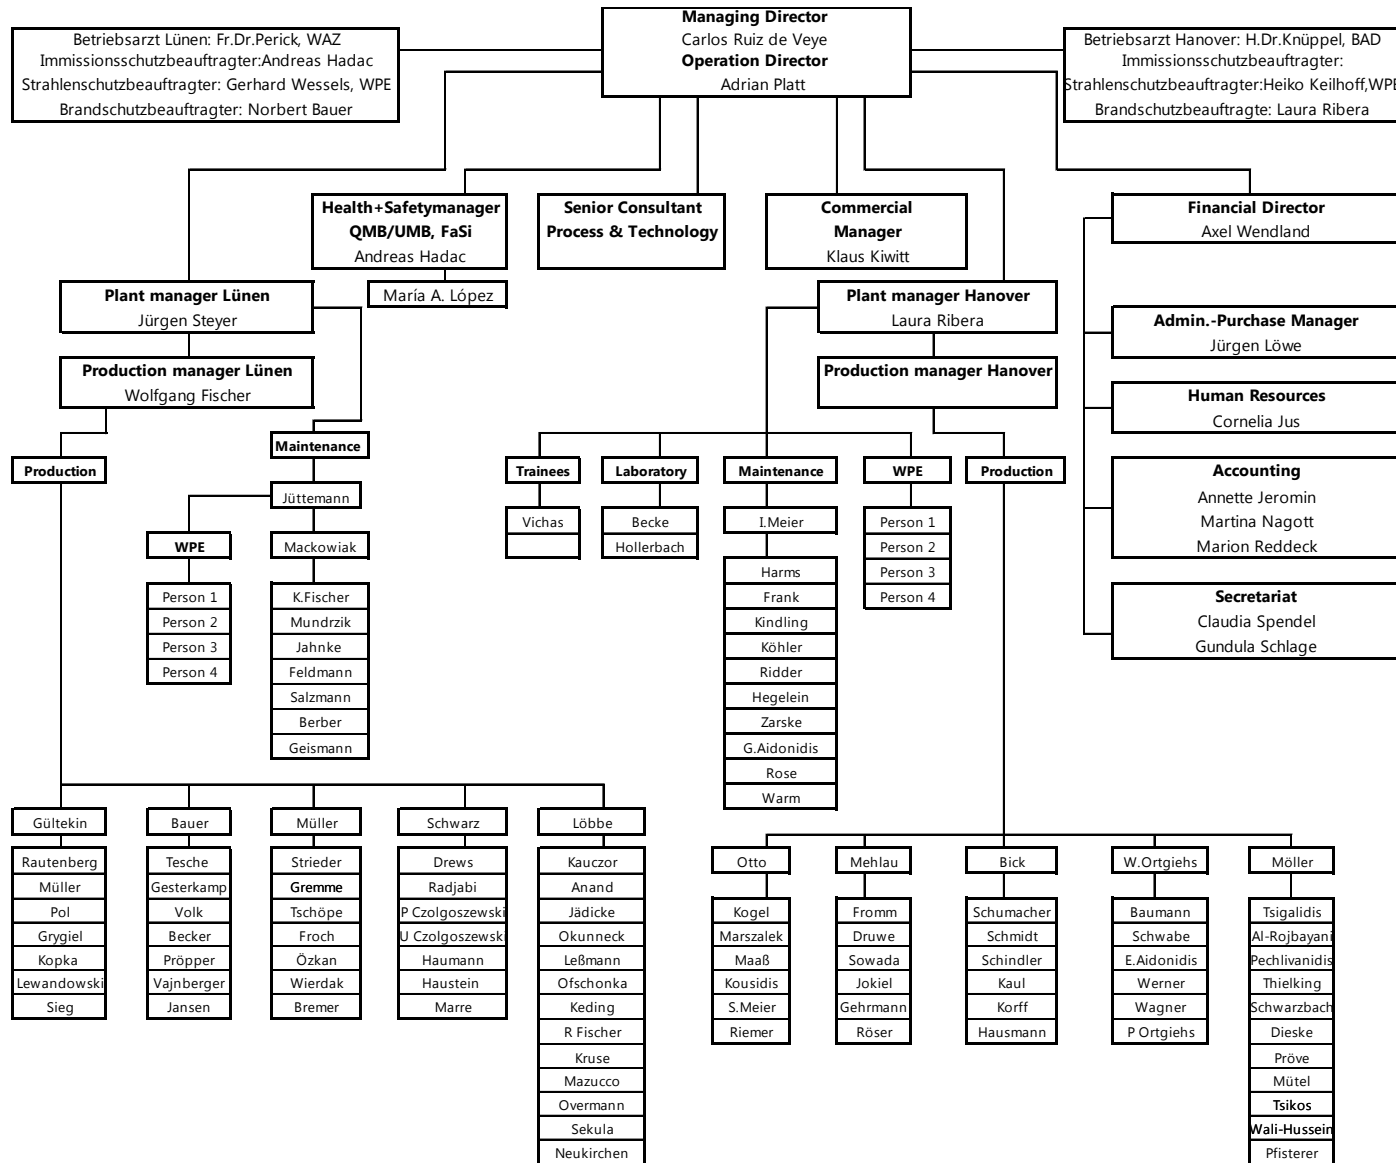 Managing Director
Carlos Ruiz de Veye
Operation Director
Adrian Platt
Betriebsarzt Lünen: Fr.Dr.Perick, WAZ
Immissionsschutzbeauftragter:Andreas Hadac
Strahlenschutzbeauftragter: Gerhard Wessels, WPE
Brandschutzbeauftragter: Norbert Bauer
Betriebsarzt Hanover: H.Dr.Knüppel, BAD
Immissionsschutzbeauftragter:
Strahlenschutzbeauftragter:Heiko Keilhoff,WPE
Brandschutzbeauftragte: Laura Ribera
Health+Safetymanager
QMB/UMB, FaSi
Andreas Hadac
María A. López
Senior Consultant
Process & Technology
Commercial
Manager
Klaus Kiwitt
Financial Director
Axel Wendland
Plant manager Lünen
Jürgen Steyer
Production manager Lünen
Wolfgang Fischer
Plant manager Hanover
Laura Ribera
Production manager Hanover
Admin.-Purchase Manager
Jürgen Löwe
Human Resources
Cornelia Jus
Accounting
Annette Jeromin
Martina Nagott
Marion Reddeck
Secretariat
Claudia Spendel
Gundula Schlage
Production
Maintenance
Jüttemann
WPE
Person 1
Person 2
Person 3
Person 4
Mackowiak
K.Fischer
Mundrzik
Jahnke
Feldmann
Salzmann
Berber
Geismann
Trainees
Vichas
Laboratory
Becke
Hollerbach
Maintenance
I.Meier
Harms
Frank
Kindling
Köhler
Ridder
Hegelein
Zarske
G.Aidonidis
Rose
Warm
WPE
Person 1
Person 2
Person 3
Person 4
Production
Gültekin
Rautenberg
Müller
Pol
Grygiel
Kopka
Lewandowski
Sieg
Bauer
Tesche
Gesterkamp
Volk
Becker
Pröpper
Vajnberger
Jansen
Müller
Strieder
Gremme
Tschöpe
Froch
Özkan
Wierdak
Bremer
Schwarz
Drews
Radjabi
P Czolgoszewski
U Czolgoszewski
Haumann
Haustein
Marre
Löbbe
Kauczor
Anand
Jädicke
Okunneck
Leßmann
Ofschonka
Keding
R Fischer
Kruse
Mazucco
Overmann
Sekula
Neukirchen
Otto
Kogel
Marszalek
Maaß
Kousidis
S.Meier
Riemer
Mehlau
Fromm
Druwe
Sowada
Jokiel
Gehrmann
Röser
Bick
Schumacher
Schmidt
Schindler
Kaul
Korff
Hausmann
W.Ortgiehs
Baumann
Schwabe
E.Aidonidis
Werner
Wagner
P Ortgiehs
Möller
Tsigalidis
Al-Rojbayani
Pechlivanidis
Thielking
Schwarzbach
Dieske
Pröve
Mütel
Tsikos
Wali-Hussein
Pfisterer